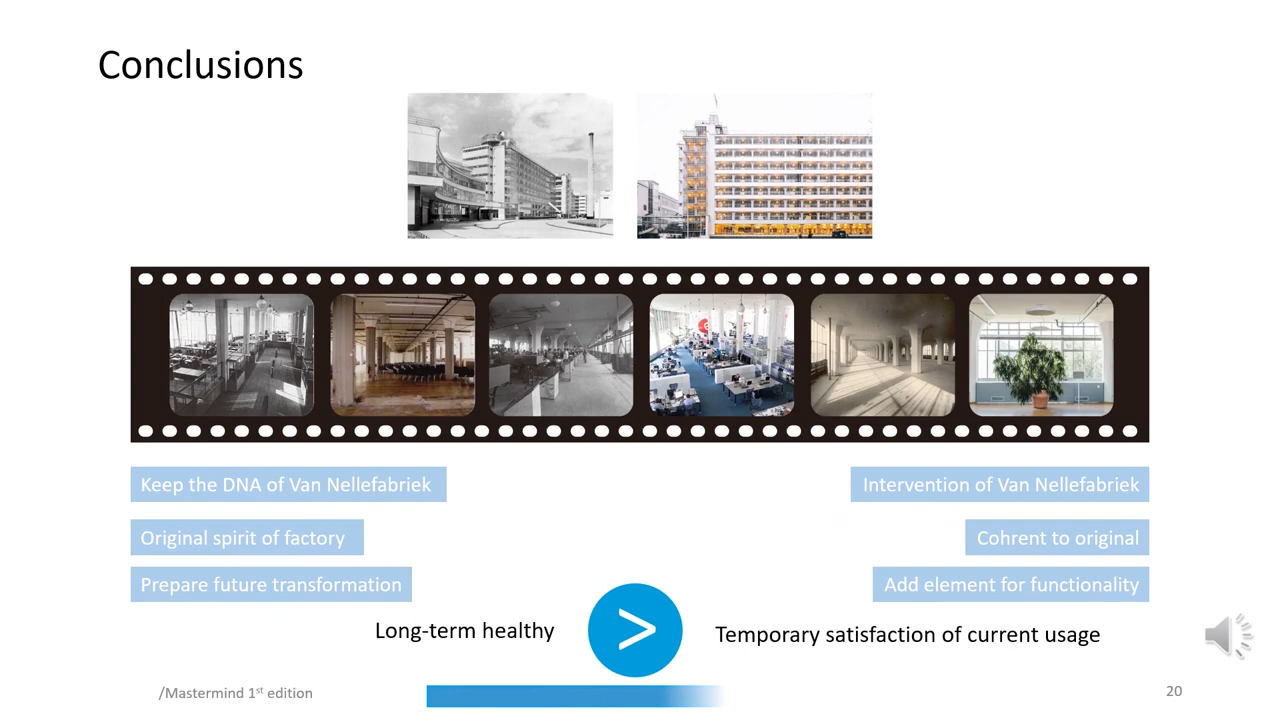 Conclusions
Keep the DNA of Van Nellefabriek
Intervention of Van Nellefabriek
Original spirit of factory
Cohrent to original
Prepare future transformation
Add element for functionality
Long-term healthy
>
Temporary satisfaction of current usage
/Mastermind 1st edition
20